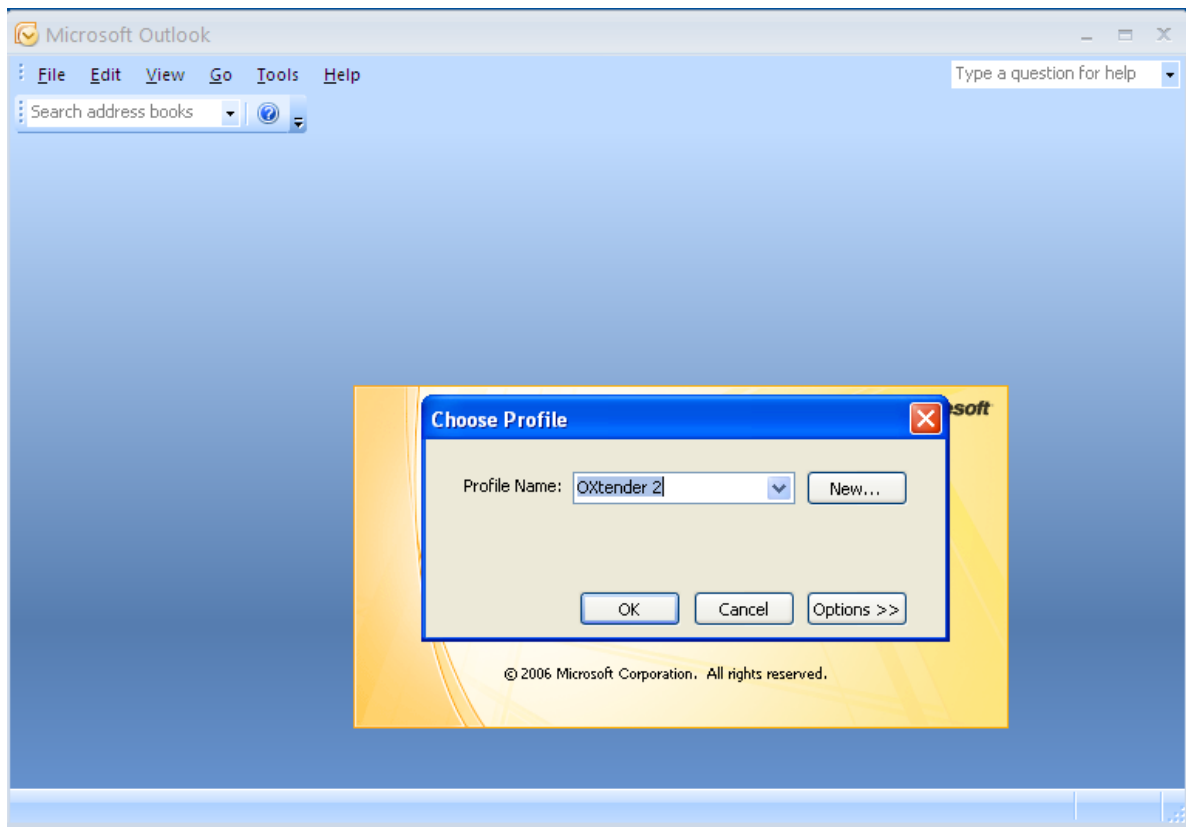 Microsoft Outlook
File Edit View Go Tools Help
Type a question for help
Search address books
soft
Choose Profile
Profile Name: OXtender 2 New...
OK Cancel Options >>
© 2006 Microsoft Corporation. All rights reserved.